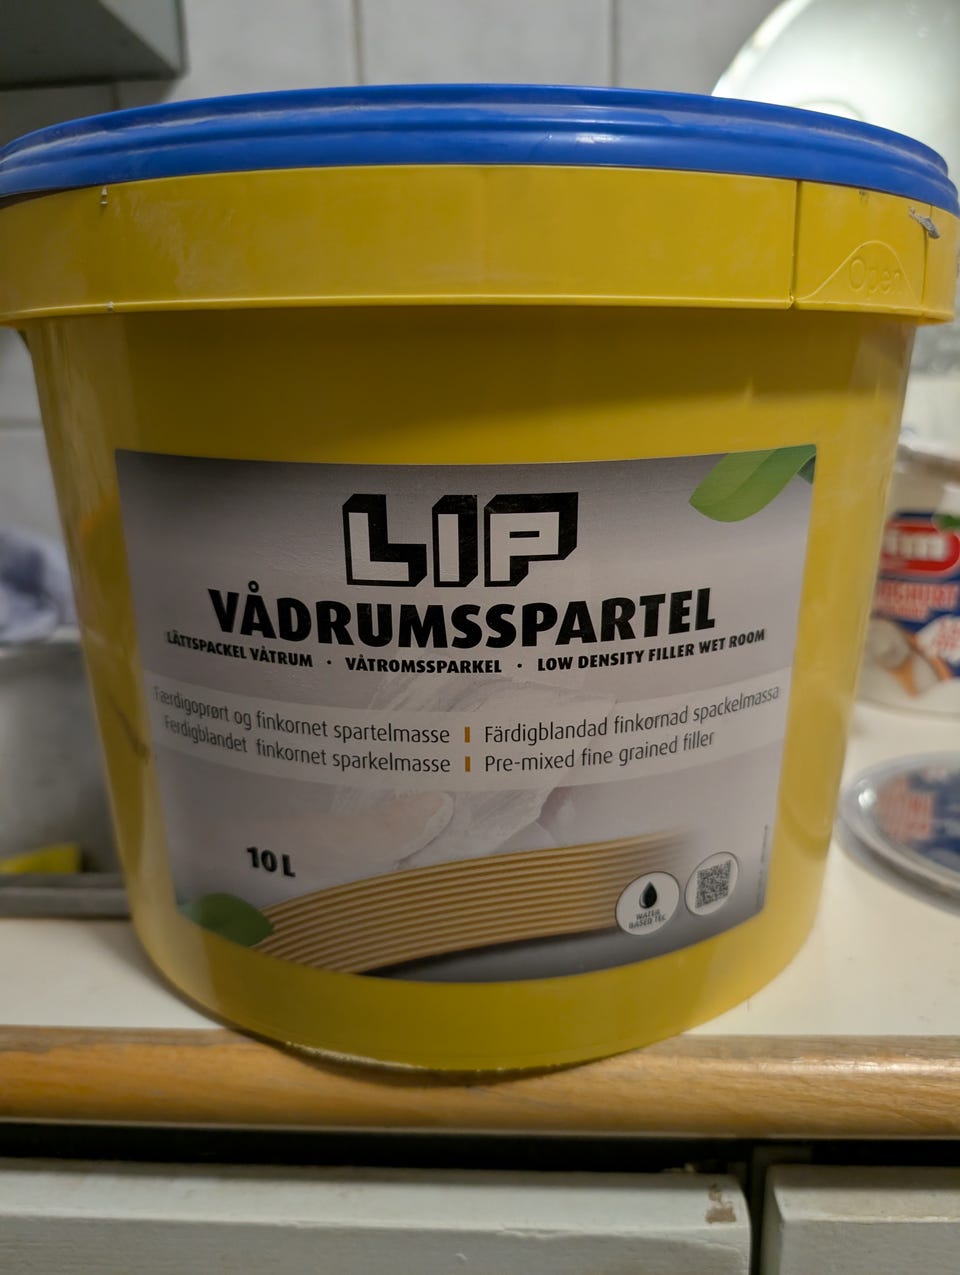 Open
LIP
VÅDRUMSSPARTEL
LÄTTSPACKEL VÅTRUM · VÅTROMSSPARKEL · LOW DENSITY FILLER WET ROOM
Færdigoprørt og finkornet spartelmasse | Färdigblandad finkornad spackelmassa
Ferdigblandet finkornet sparkelmasse | Pre-mixed fine grained filler
10 L
WATER
BASED TEC